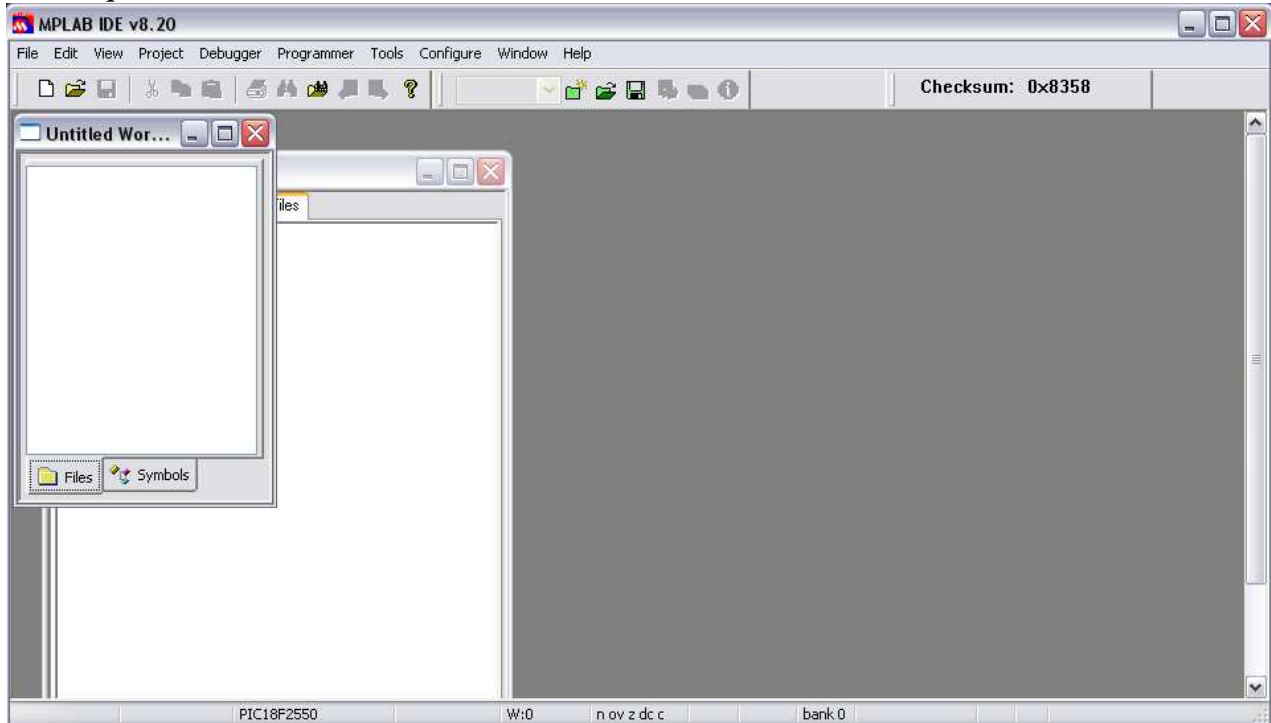 MPLAB IDE v8.20
File Edit View Project Debugger Programmer Tools Configure Window Help
Checksum: 0x8358
Untitled Wor...
iles
Files Symbols
PIC18F2550 W:0 n ov z dc c bank 0